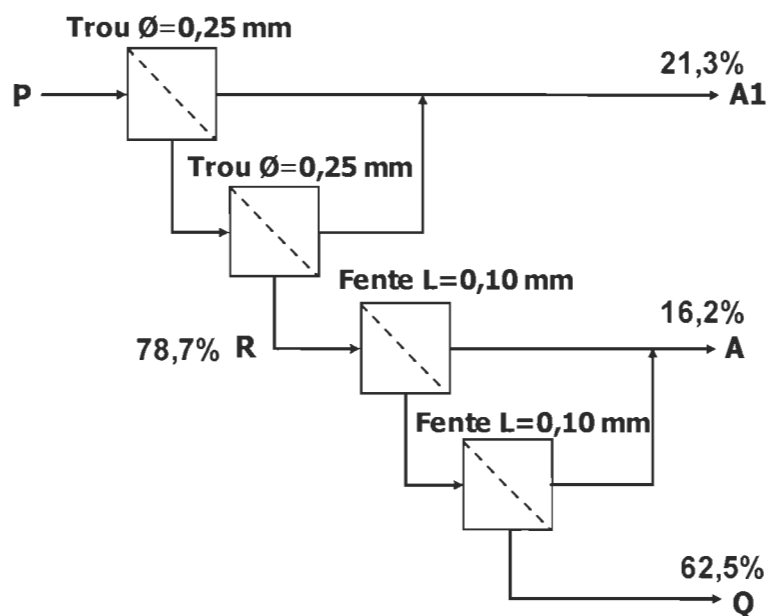 Trou Ø=0,25 mm
21,3%
P
A1
Trou Ø=0,25 mm
Fente L=0,10 mm
16,2%
78,7% R
A
Fente L=0,10 mm
62,5%
Q